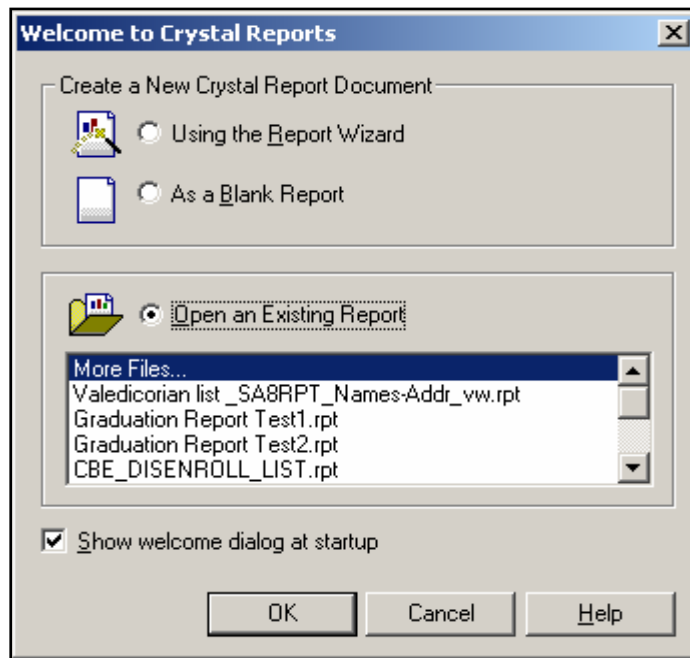 Welcome to Crystal Reports
Create a New Crystal Report Document
Using the Report Wizard
As a Blank Report
Open an Existing Report
More Files...
Valedicorian list _SA8RPT_Names-Addr_vw.rpt
Graduation Report Test1.rpt
Graduation Report Test2.rpt
CBE_DISENROLL_LIST.rpt
Show welcome dialog at startup
OK Cancel Help